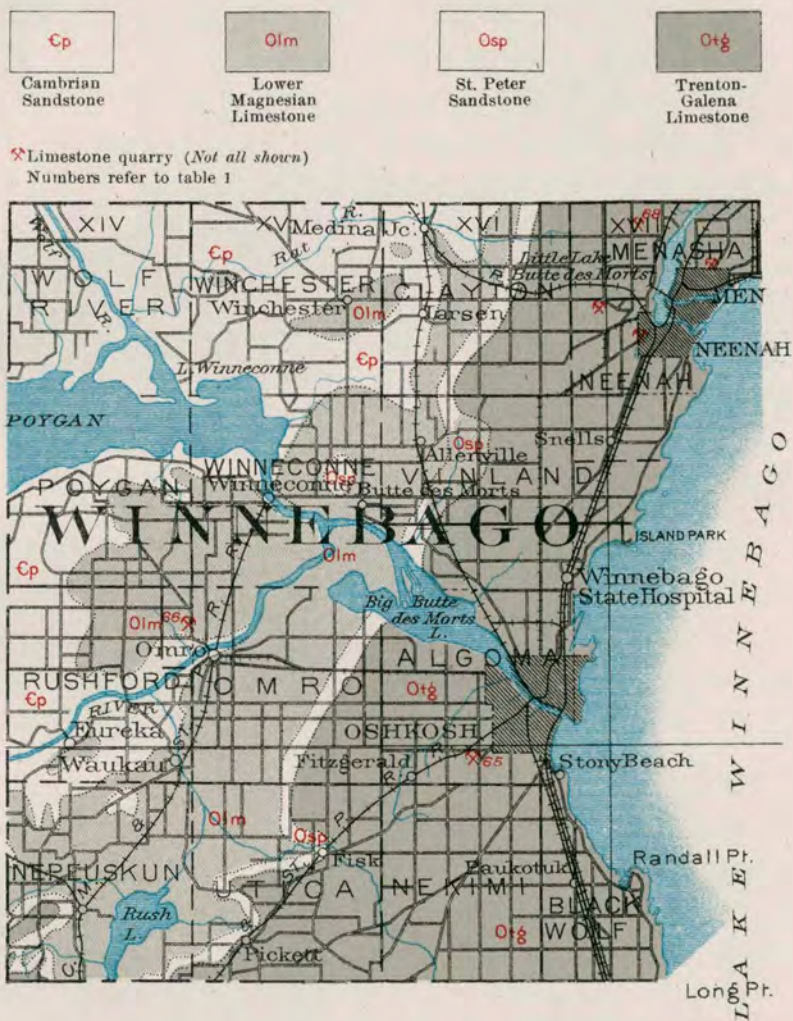 Єp
Olm
Osp
Otg
Cambrian
Sandstone
Lower
Magnesian
Limestone
St. Peter
Sandstone
Trenton-
Galena
Limestone
Limestone quarry (Not all shown)
Numbers refer to table 1
XIV
XV
XVI
XVII
68
Wolf
R.
Rat
R.
Medina Jc.
WOLF
RIVER
Єp
WINCHESTER
Winchester
Olm
CLAYTON
Larsen
Little Lake
Butte des Morts
MENASHA
MEN
NEENAH
NEENAH
Єp
L. Winneconne
POYGAN
Osp
Allenville
Snells
WINNECONNE
Winneconne
Osp
VINLAND
POYGAN
Butte des Morts
WINNEBAGO
ISLAND PARK
Єp
Olm
Winnebago
State Hospital
Big Butte
des Morts
L.
Olm
66
Omro
ALGOMA
RUSHFORD
OMRO
Otg
Єp
RIVER
Eureka
OSHKOSH
Waukau
Fitzgerald
R.
R.
65
Stony Beach
Olm
Osp
St. P.
Fisk
NEPEUSKUN
UTICA
NEKIMI
Paukotuk
Randall Pt.
BLACK
WOLF
Rush
L.
Otg
Pickett
C. M. &
Long Pt.
LAKE WINNEBAGO